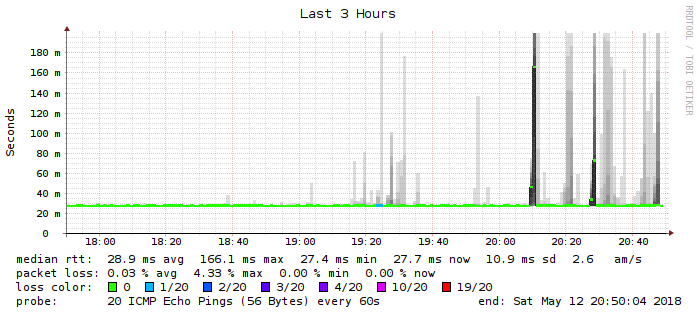 Last 3 Hours
RRDTOOL / TOBI OETIKER
Seconds
180 m
160 m
140 m
120 m
100 m
80 m
60 m
40 m
20 m
0
18:00 18:20 18:40 19:00 19:20 19:40 20:00 20:20 20:40
median rtt: 28.9 ms avg 166.1 ms max 27.4 ms min 27.7 ms now 10.9 ms sd 2.6 am/s
packet loss: 0.03 % avg 4.33 % max 0.00 % min 0.00 % now
loss color: 0 1/20 2/20 3/20 4/20 10/20 19/20
probe: 20 ICMP Echo Pings (56 Bytes) every 60s end: Sat May 12 20:50:04 2018